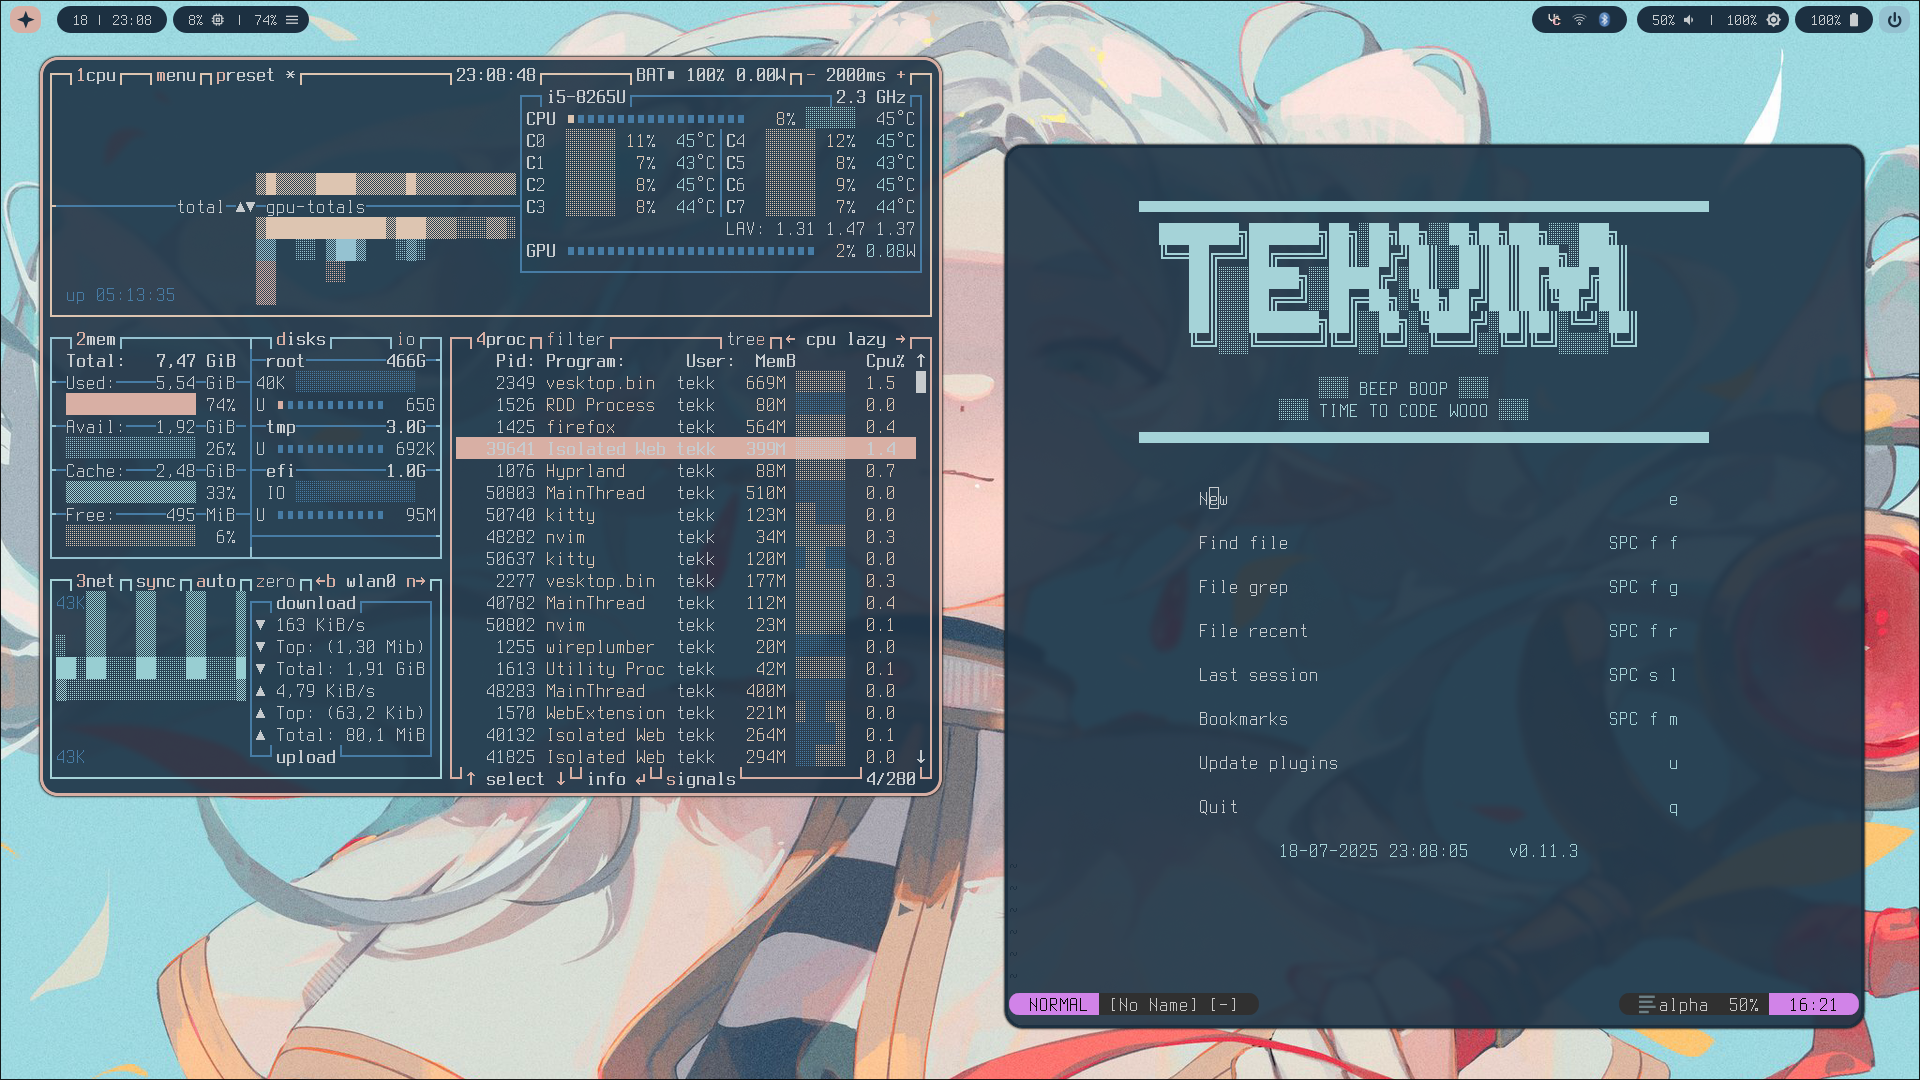 18 | 23:08
8% | 74%
50% | 100%
100%
1cpu menu preset * 23:08:48 BAT 100% 0.00W - 2000ms +
i5-8265U 2.3 GHz
CPU 8% 45°C
C0 11% 45°C C4 12% 45°C
C1 7% 43°C C5 8% 43°C
C2 8% 45°C C6 9% 45°C
C3 8% 44°C C7 7% 44°C
total ▲▼ gpu-totals
LAV: 1.31 1.47 1.37
GPU 2% 0.08W
up 05:13:35
2mem
Total: 7,47 GiB
Used: 5,54 GiB
74%
Avail: 1,92 GiB
26%
Cache: 2,48 GiB
33%
Free: 495 MiB
6%
disks io
root 466G
40K
U 65G
tmp 3.0G
U 692K
efi 1.0G
IO
U 95M
3net sync auto zero ←b wlan0 n→
43K
download
▼ 163 KiB/s
▼ Top: (1,30 Mib)
▼ Total: 1,91 GiB
▲ 4,79 KiB/s
▲ Top: (63,2 Kib)
▲ Total: 80,1 MiB
43K
upload
4proc filter tree ← cpu lazy →
Pid: Program: User: MemB Cpu% ↑
2349 vesktop.bin tekk 669M 1.5
1526 RDD Process tekk 80M 0.0
1425 firefox tekk 564M 0.4
39641 Isolated Web tekk 399M 1.4
1076 Hyprland tekk 88M 0.7
50803 MainThread tekk 510M 0.0
50740 kitty tekk 123M 0.0
48282 nvim tekk 34M 0.3
50637 kitty tekk 120M 0.0
2277 vesktop.bin tekk 177M 0.3
40782 MainThread tekk 112M 0.4
50802 nvim tekk 23M 0.1
1255 wireplumber tekk 20M 0.0
1613 Utility Proc tekk 42M 0.1
48283 MainThread tekk 400M 0.0
1570 WebExtension tekk 221M 0.0
40132 Isolated Web tekk 264M 0.1
41825 Isolated Web tekk 294M 0.0 ↓
↑ select ↓ info ↵ signals 4/280
TEKVIM
BEEP BOOP
TIME TO CODE WOOO
New e
Find file SPC f f
File grep SPC f g
File recent SPC f r
Last session SPC s l
Bookmarks SPC f m
Update plugins u
Quit q
18-07-2025 23:08:05 v0.11.3
~
~
~
~
~
~
NORMAL [No Name] [-] alpha 50% 16:21